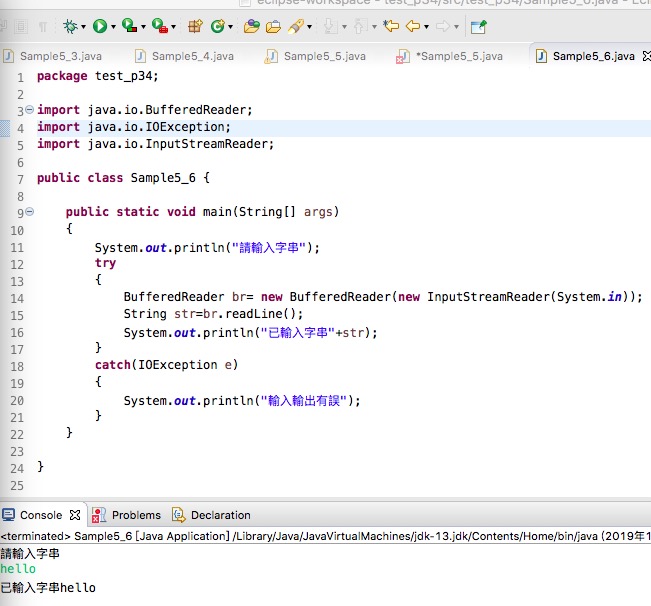 eclipse-workspace - test_p34/src/test_p34/Sample5_6.java - Ecl
Sample5_3.java Sample5_4.java Sample5_5.java *Sample5_5.java Sample5_6.java
1 package test_p34;
2
3 import java.io.BufferedReader;
4 import java.io.IOException;
5 import java.io.InputStreamReader;
6
7 public class Sample5_6 {
8
9 public static void main(String[] args)
10 {
11 System.out.println("請輸入字串");
12 try
13 {
14 BufferedReader br= new BufferedReader(new InputStreamReader(System.in));
15 String str=br.readLine();
16 System.out.println("已輸入字串"+str);
17 }
18 catch(IOException e)
19 {
20 System.out.println("輸入輸出有誤");
21 }
22 }
23
24 }
25
Console Problems Declaration
<terminated> Sample5_6 [Java Application] /Library/Java/JavaVirtualMachines/jdk-13.jdk/Contents/Home/bin/java (2019年1
請輸入字串
hello
已輸入字串hello